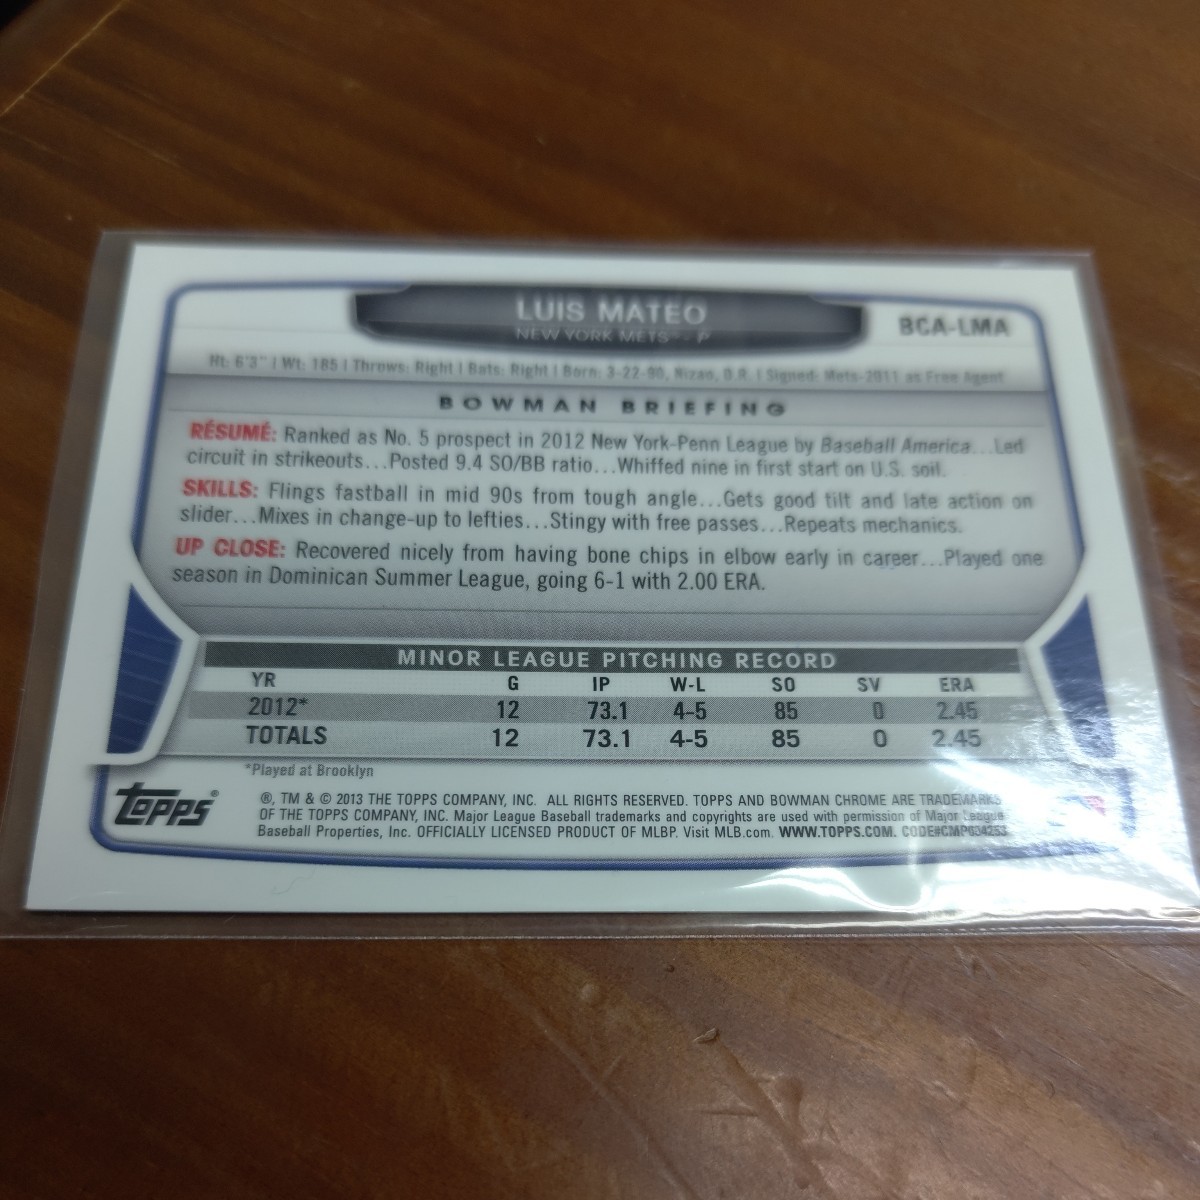 LUIS MATEO
NEW YORK METS™ - P
BCA-LMA
Ht: 6'3" | Wt: 185 | Throws: Right | Bats: Right | Born: 3-22-90, Nizao, D.R. | Signed: Mets-2011 as Free Agent
BOWMAN BRIEFING
RÉSUMÉ: Ranked as No. 5 prospect in 2012 New York-Penn League by Baseball America...Led
circuit in strikeouts...Posted 9.4 SO/BB ratio...Whiffed nine in first start on U.S. soil.
SKILLS: Flings fastball in mid 90s from tough angle...Gets good tilt and late action on
slider...Mixes in change-up to lefties...Stingy with free passes...Repeats mechanics.
UP CLOSE: Recovered nicely from having bone chips in elbow early in career...Played one
season in Dominican Summer League, going 6-1 with 2.00 ERA.
MINOR LEAGUE PITCHING RECORD
YR G IP W-L SO SV ERA
2012* 12 73.1 4-5 85 0 2.45
TOTALS 12 73.1 4-5 85 0 2.45
*Played at Brooklyn
Topps®
®, TM & © 2013 THE TOPPS COMPANY, INC. ALL RIGHTS RESERVED. TOPPS AND BOWMAN CHROME ARE TRADEMARKS
OF THE TOPPS COMPANY, INC. Major League Baseball trademarks and copyrights are used with permission of Major League
Baseball Properties, Inc. OFFICIALLY LICENSED PRODUCT OF MLBP. Visit MLB.com. WWW.TOPPS.COM. CODE#CMP034253